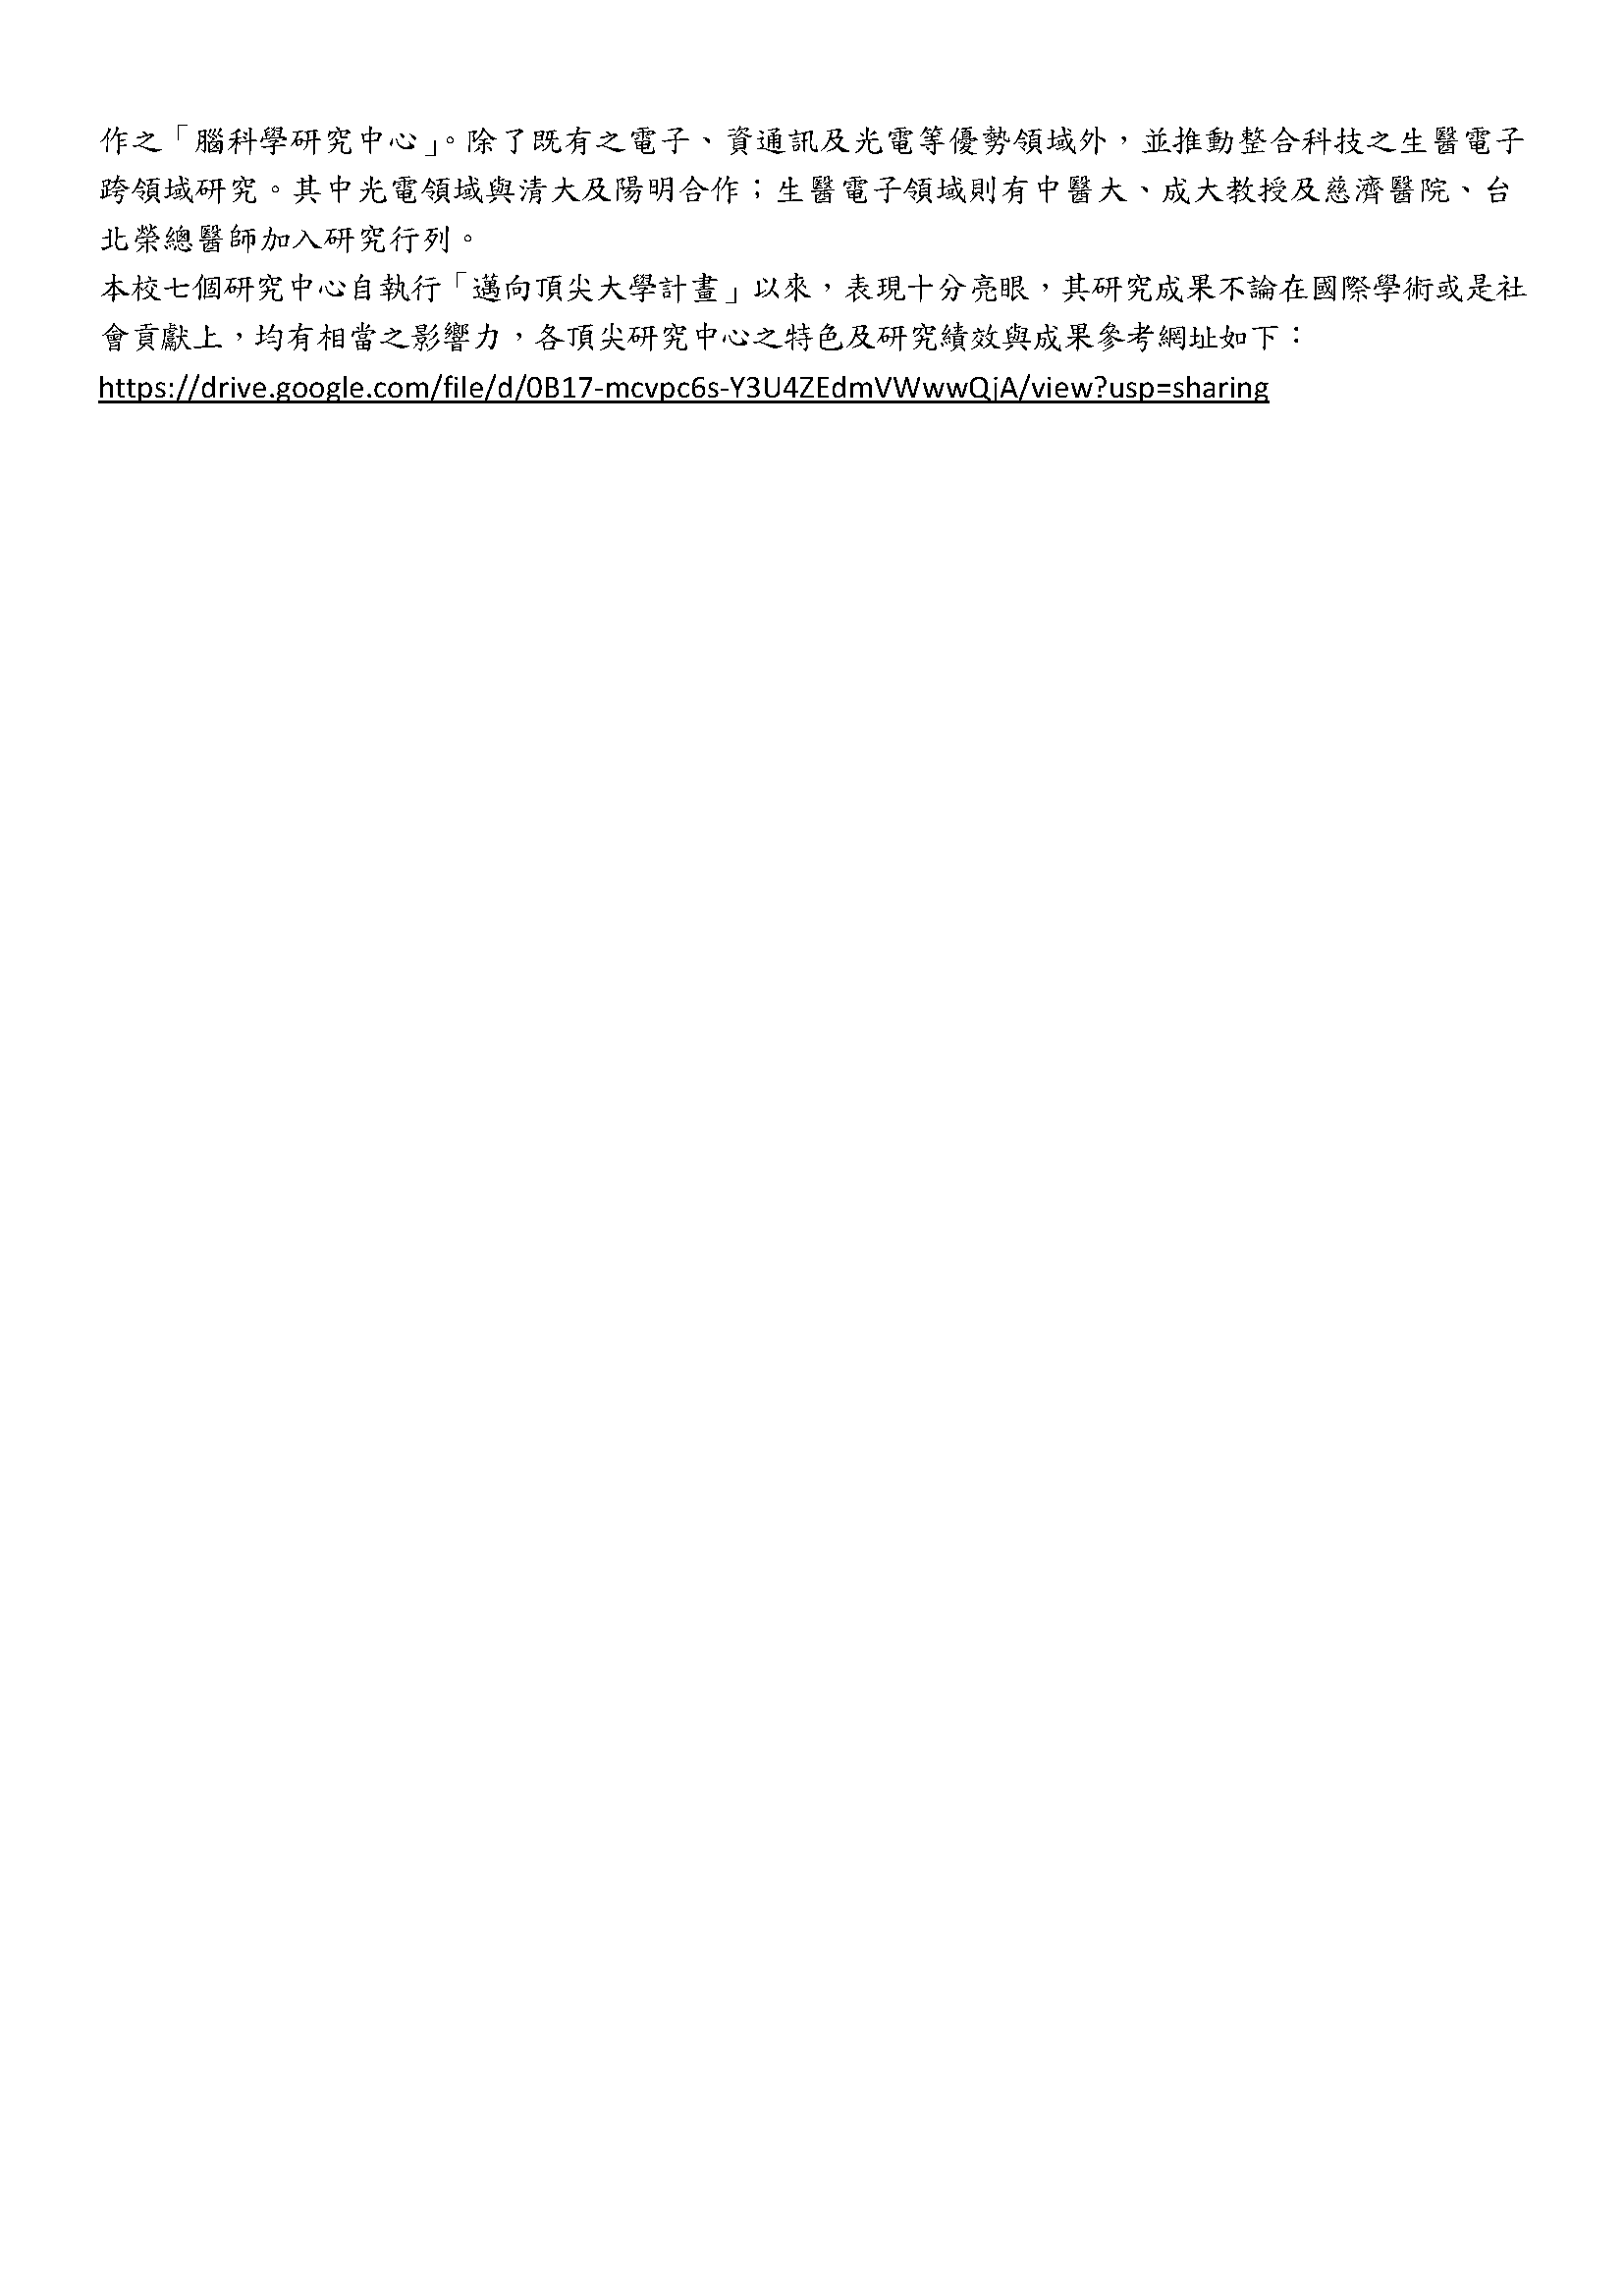 作之「腦科學研究中心」。除了既有之電子、資通訊及光電等優勢領域外，並推動整合科技之生醫電子
跨領域研究。其中光電領域與清大及陽明合作；生醫電子領域則有中醫大、成大教授及慈濟醫院、台
北榮總醫師加入研究行列。
本校七個研究中心自執行「邁向頂尖大學計畫」以來，表現十分亮眼，其研究成果不論在國際學術或是社
會貢獻上，均有相當之影響力，各頂尖研究中心之特色及研究績效與成果參考網址如下：
https://drive.google.com/file/d/0B17-mcvpc6s-Y3U4ZEdmVWwwQjA/view?usp=sharing